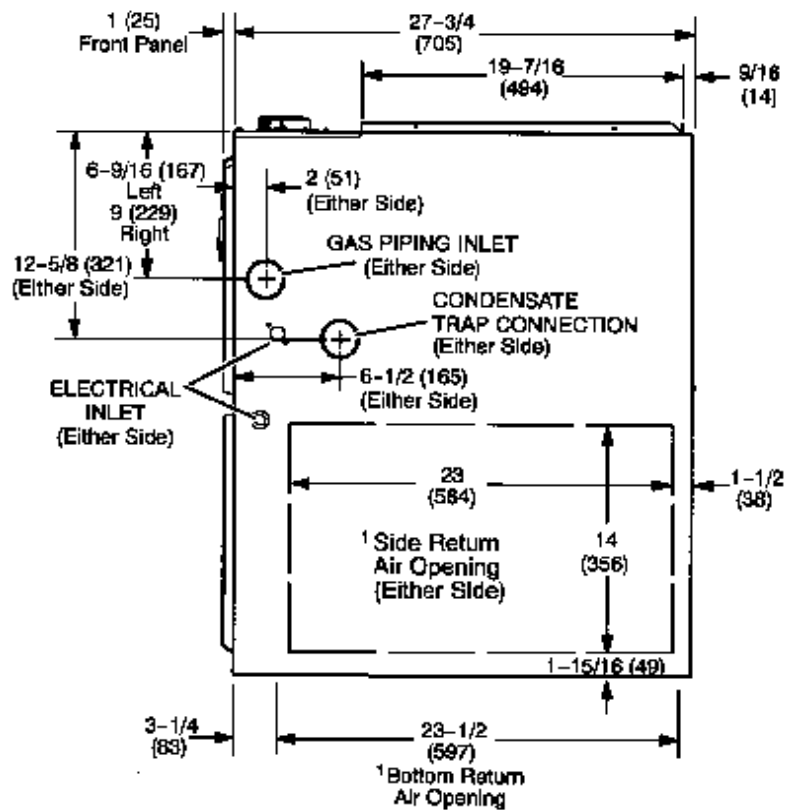 1 (25)
Front Panel
27-3/4
(705)
19-7/16
(494)
9/16
(14)
6-9/16 (167)
Left
9 (229)
Right
2 (51)
(Either Side)
12-5/8 (321)
(Either Side)
GAS PIPING INLET
(Either Side)
CONDENSATE
TRAP CONNECTION
(Either Side)
6-1/2 (165)
(Either Side)
ELECTRICAL
INLET
(Either Side)
23
(584)
1-1/2
(38)
1 Side Return
Air Opening
(Either Side)
14
(356)
1-15/16 (49)
3-1/4
(83)
23-1/2
(597)
1 Bottom Return
Air Opening